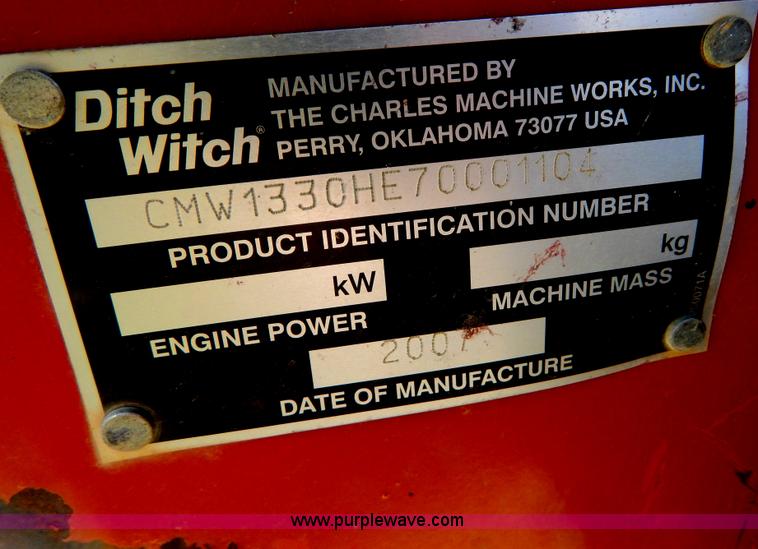 Ditch
Witch®
MANUFACTURED BY
THE CHARLES MACHINE WORKS, INC.
PERRY, OKLAHOMA 73077 USA
CMW1330HE70001104
PRODUCT IDENTIFICATION NUMBER
kW
ENGINE POWER
kg
MACHINE MASS
2007
DATE OF MANUFACTURE
www.purplewave.com